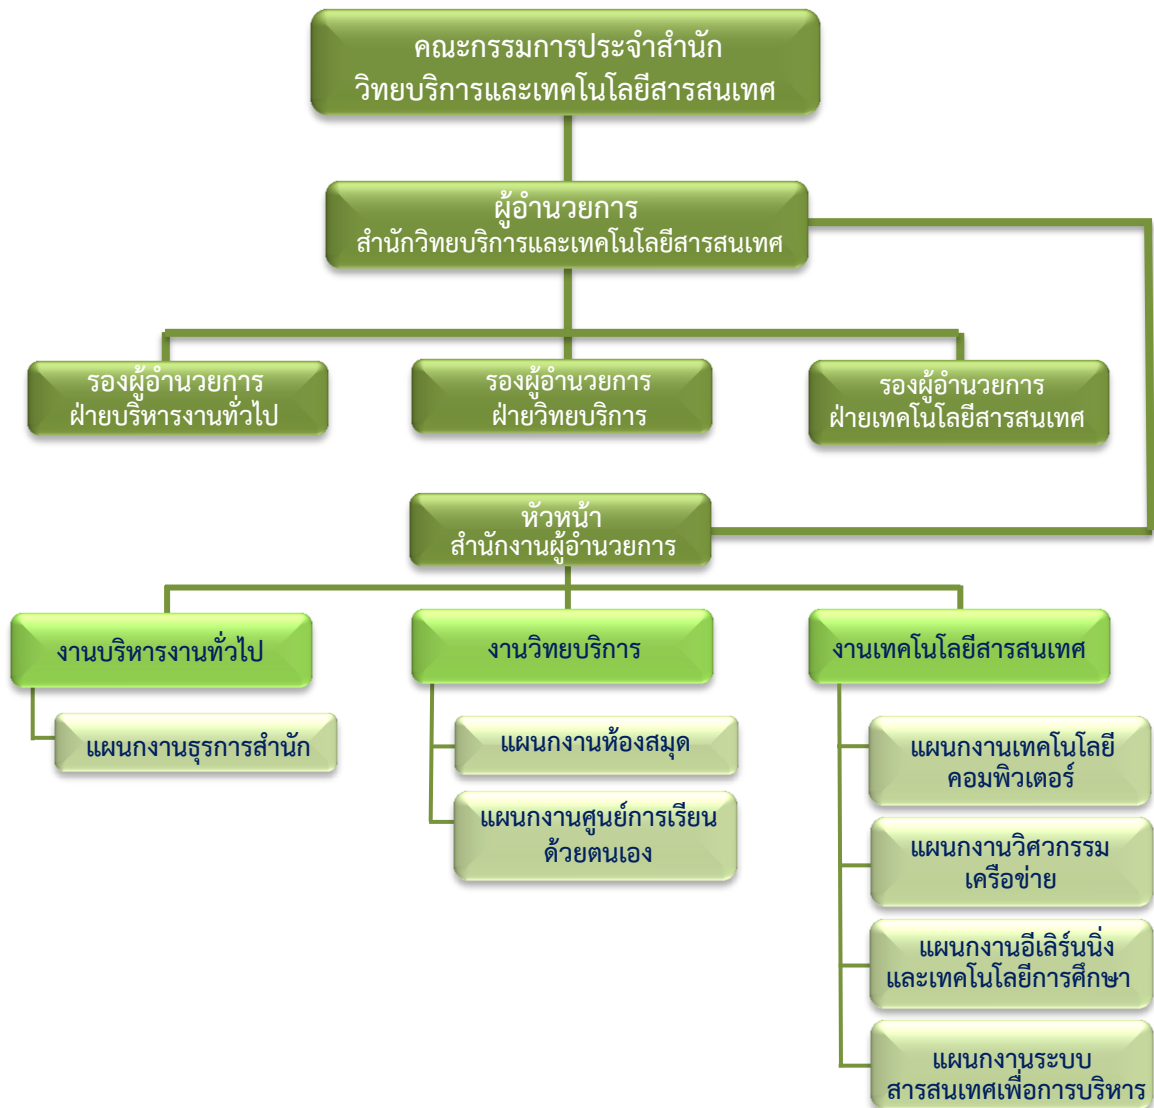 คณะกรรมการประจำสำนัก
วิทยบริการและเทคโนโลยีสารสนเทศ
ผู้อำนวยการ
สำนักวิทยบริการและเทคโนโลยีสารสนเทศ
รองผู้อำนวยการ
ฝ่ายบริหารงานทั่วไป
รองผู้อำนวยการ
ฝ่ายวิทยบริการ
รองผู้อำนวยการ
ฝ่ายเทคโนโลยีสารสนเทศ
หัวหน้า
สำนักงานผู้อำนวยการ
งานบริหารงานทั่วไป
แผนกงานธุรการสำนัก
งานวิทยบริการ
แผนกงานห้องสมุด
แผนกงานศูนย์การเรียน
ด้วยตนเอง
งานเทคโนโลยีสารสนเทศ
แผนกงานเทคโนโลยี
คอมพิวเตอร์
แผนกงานวิศวกรรม
เครือข่าย
แผนกงานอีเลิร์นนิ่ง
และเทคโนโลยีการศึกษา
แผนกงานระบบ
สารสนเทศเพื่อการบริหาร